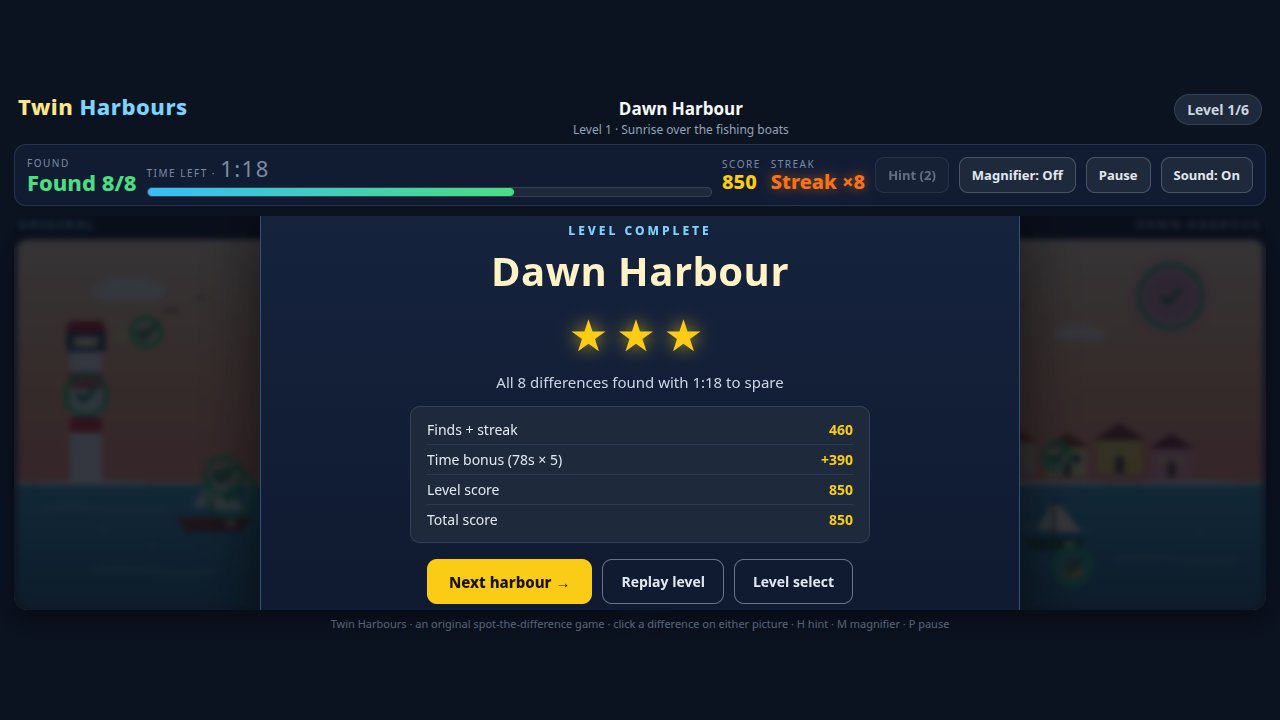 Twin Harbours
Dawn Harbour
Level 1 · Sunrise over the fishing boats
Level 1/6
FOUND
Found 8/8
TIME LEFT · 1:18
SCORE
850
STREAK
Streak ×8
Hint (2)
Magnifier: Off
Pause
Sound: On
ORIGINAL
DAWN HARBOUR
LEVEL COMPLETE
Dawn Harbour
All 8 differences found with 1:18 to spare
Finds + streak 460
Time bonus (78s × 5) +390
Level score 850
Total score 850
Next harbour →
Replay level
Level select
Twin Harbours · an original spot-the-difference game · click a difference on either picture · H hint · M magnifier · P pause